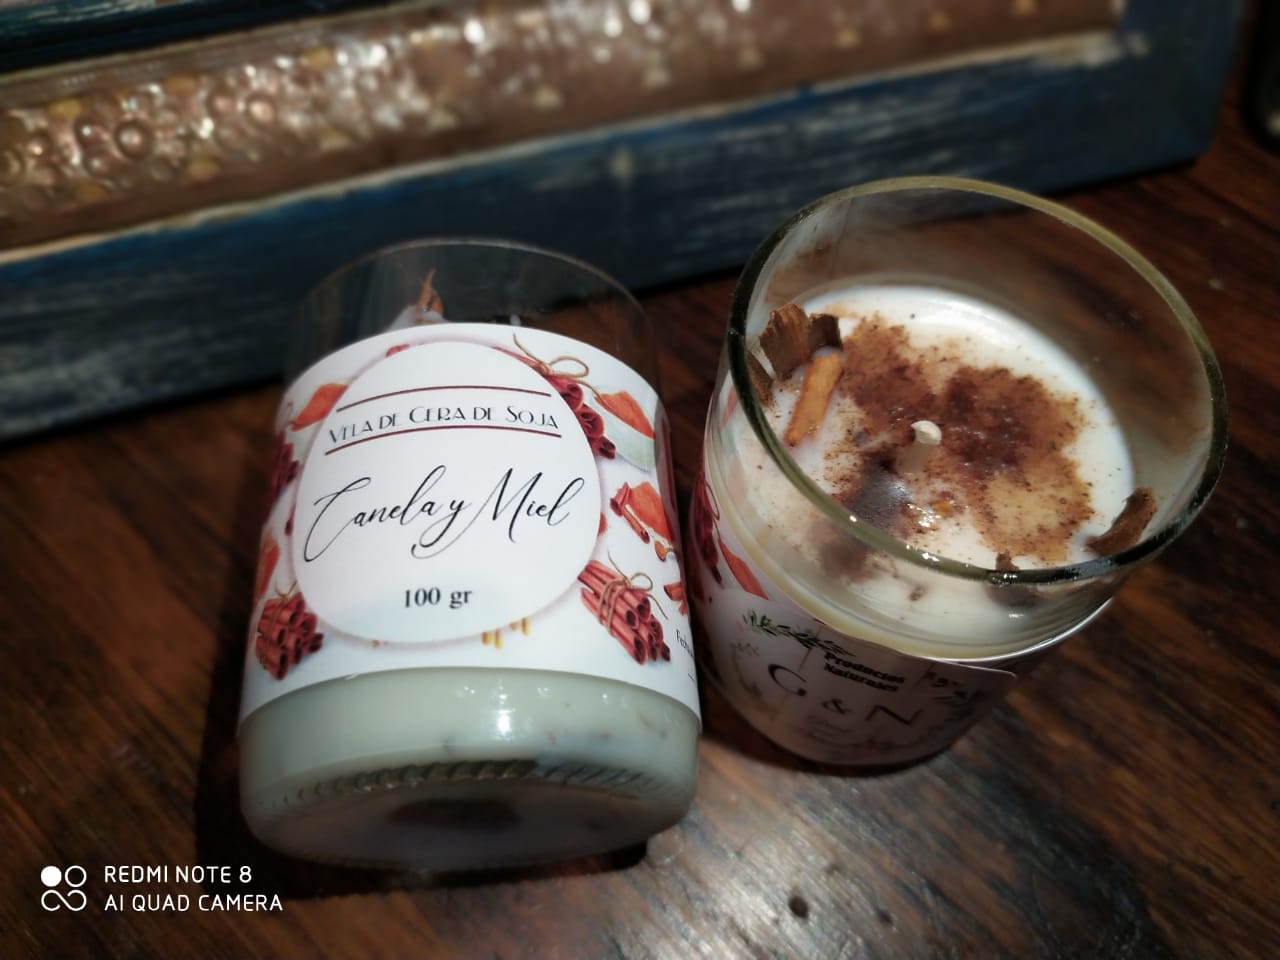 VELA DE CERA DE SOJA
Canela y Miel
100 gr
Productos
Naturales
G & N
REDMI NOTE 8
AI QUAD CAMERA